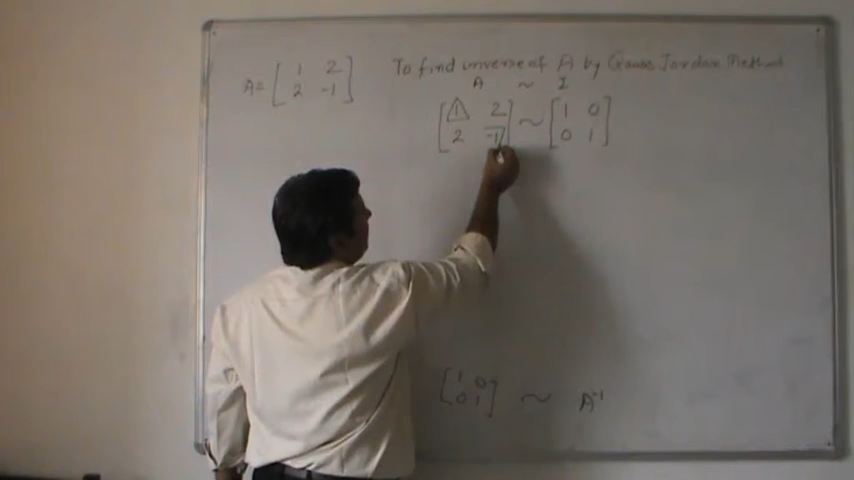 To find inverse of A by Gauss Jordan Method
A = [ 1 2
2 -1 ]
A ~ I
[ 1 2 ~ [ 1 0
2 -1 ] 0 1 ]
[ 1 0
0 1 ] ~ A⁻¹